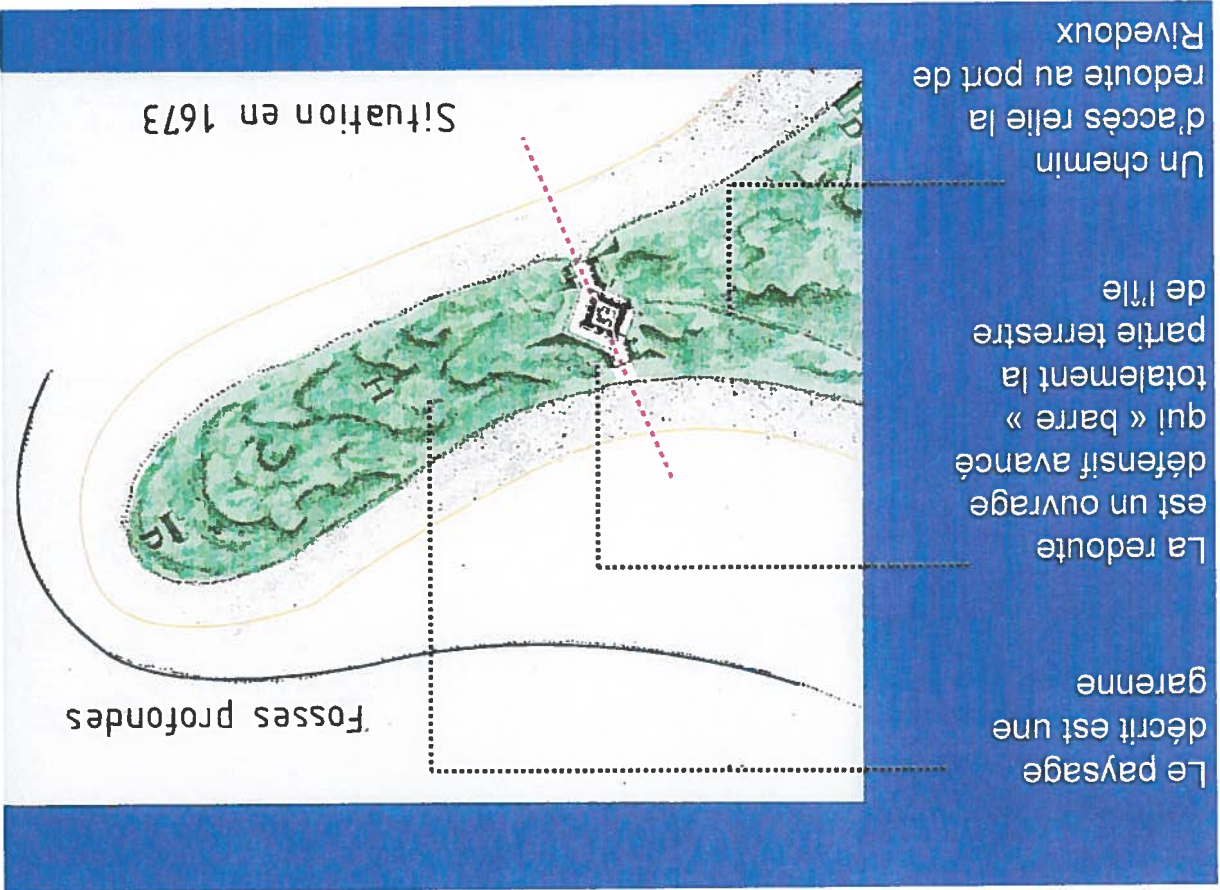 Le paysage
décrit est une
garenne
La redoute
est un ouvrage
défensif avancé
qui « barre »
totalement la
partie terrestre
de l'île
Un chemin
d'accès relie la
redoute au port de
Rivedoux
Fosses profondes
H
Situation en 1673